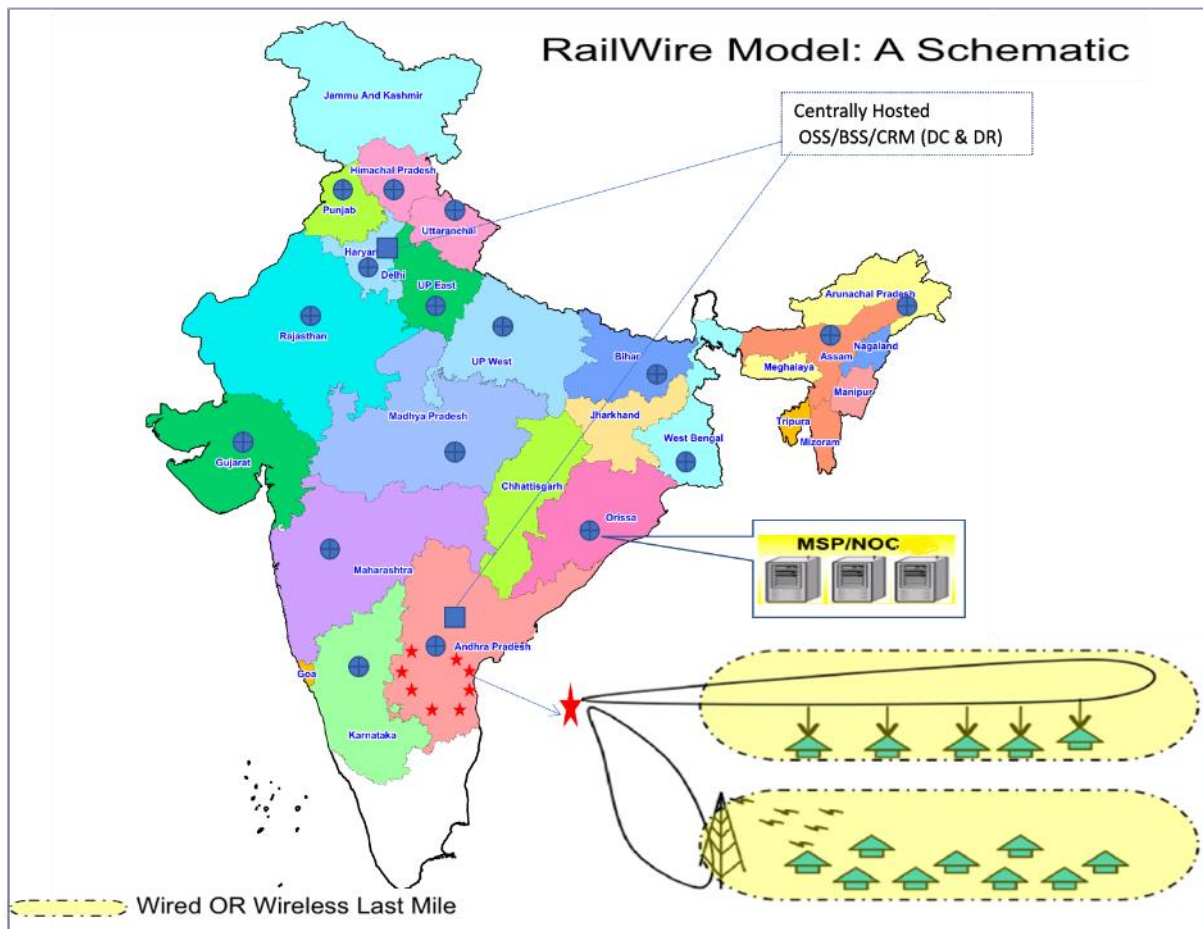 RailWire Model: A Schematic
Centrally Hosted
OSS/BSS/CRM (DC & DR)
Jammu And Kashmir
Himachal Pradesh
Punjab
Uttaranchal
Haryan
Delhi
UP East
Rajasthan
UP West
Bihar
Arunachal Pradesh
Nagaland
Assam
Meghalaya
Manipur
Tripura
Mizoram
Madhya Pradesh
Jharkhand
West Bengal
Gujarat
Chhattisgarh
Orissa
MSP/NOC
Maharashtra
Andhra Pradesh
Goa
Karnataka
Wired OR Wireless Last Mile